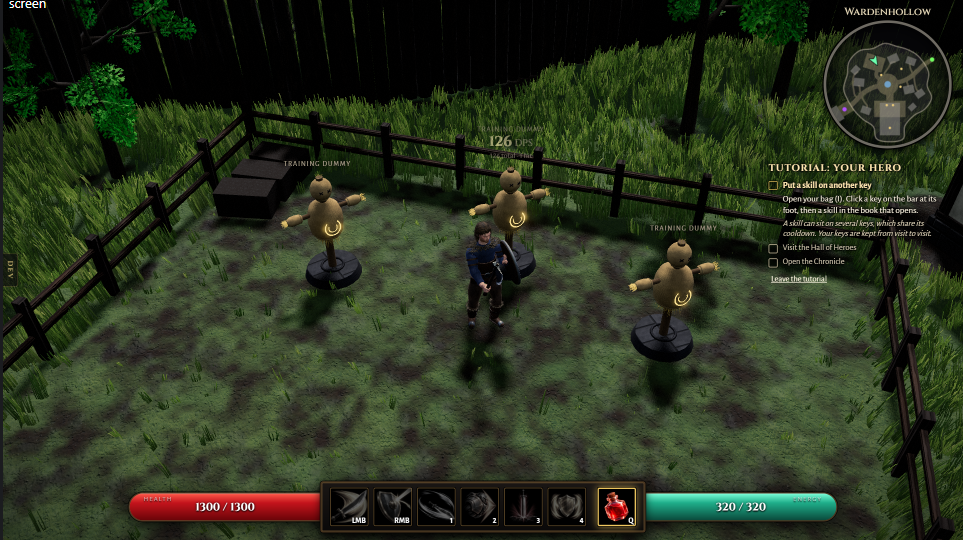 screen
WARDENHOLLOW
126 DPS
TRAINING DUMMY
TUTORIAL: YOUR HERO
Put a skill on another key
Open your bag (I). Click a key on the bar at its
foot, then a skill in the book that opens.
A skill can sit on several keys, which share its
cooldown. Your keys are kept from visit to visit.
TRAINING DUMMY
Visit the Hall of Heroes
Open the Chronicle
DEV
Leave the tutorial
HEALTH
1300 / 1300
LMB
RMB
1
2
3
4
Q
ENERGY
320 / 320